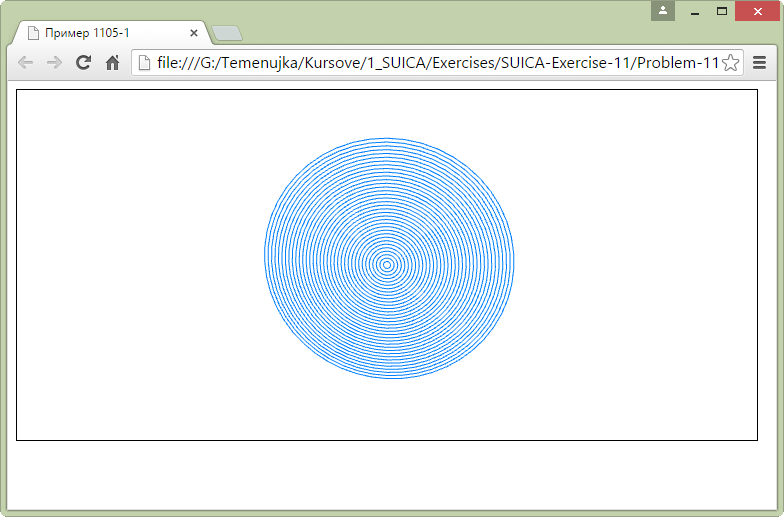 Пример 1105-1
file:///G:/Temenujka/Kursove/1_SUICA/Exercises/SUICA-Exercise-11/Problem-11